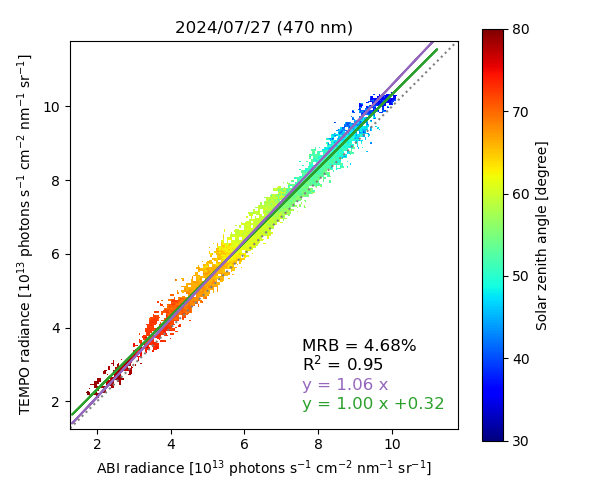 2024/07/27 (470 nm)
TEMPO radiance [10¹³ photons s⁻¹ cm⁻² nm⁻¹ sr⁻¹]
10
8
6
4
2
MRB = 4.68%
R² = 0.95
y = 1.06 x
y = 1.00 x +0.32
2 4 6 8 10
ABI radiance [10¹³ photons s⁻¹ cm⁻² nm⁻¹ sr⁻¹]
80
70
60
50
40
30
Solar zenith angle [degree]